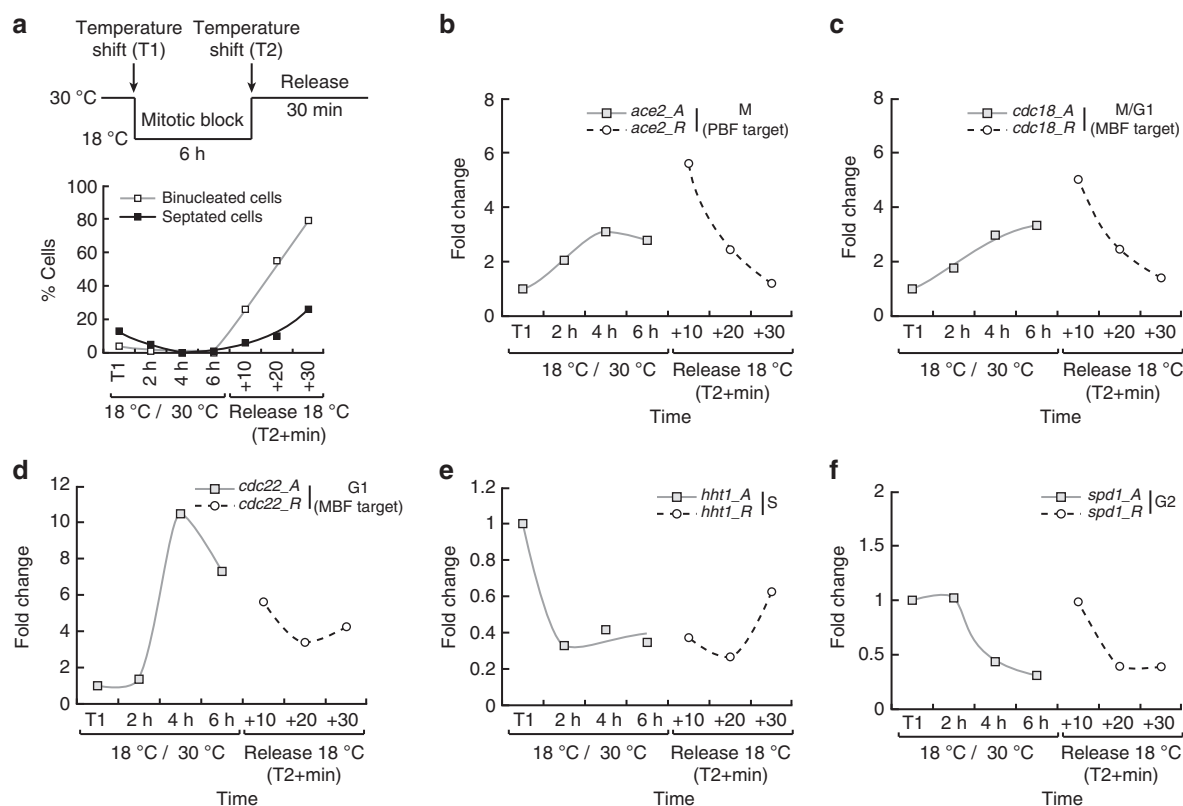 a
Temperature
shift (T1)
Temperature
shift (T2)
30 °C
18 °C
Mitotic block
6 h
Release
30 min
100
80
60
40
20
0
% Cells
Binucleated cells
Septated cells
T1
2 h
4 h
6 h
+10
+20
+30
18 °C / 30 °C
Release 18 °C
(T2+min)
b
8
6
4
2
0
Fold change
ace2_A
ace2_R
M
(PBF target)
T1 2 h 4 h 6 h +10 +20 +30
18 °C / 30 °C
Release 18 °C
(T2+min)
Time
c
8
6
4
2
0
Fold change
cdc18_A
cdc18_R
M/G1
(MBF target)
T1 2 h 4 h 6 h +10 +20 +30
18 °C / 30 °C
Release 18 °C
(T2+min)
Time
d
12
10
8
6
4
2
0
Fold change
cdc22_A
cdc22_R
G1
(MBF target)
T1 2 h 4 h 6 h +10 +20 +30
18 °C / 30 °C
Release 18 °C
(T2+min)
Time
e
1.2
1
0.8
0.6
0.4
0.2
0
Fold change
hht1_A
hht1_R
S
T1 2 h 4 h 6 h +10 +20 +30
18 °C / 30 °C
Release 18 °C
(T2+min)
Time
f
2
1.5
1
0.5
0
Fold change
spd1_A
spd1_R
G2
T1 2 h 4 h 6 h +10 +20 +30
18 °C / 30 °C
Release 18 °C
(T2+min)
Time